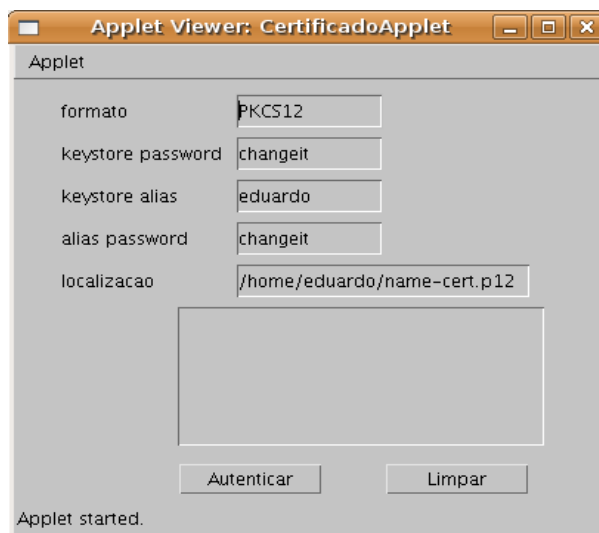 Applet Viewer: CertificadoApplet
Applet
formato PKCS12
keystore password changeit
keystore alias eduardo
alias password changeit
localizacao /home/eduardo/name-cert.p12
Autenticar Limpar
Applet started.